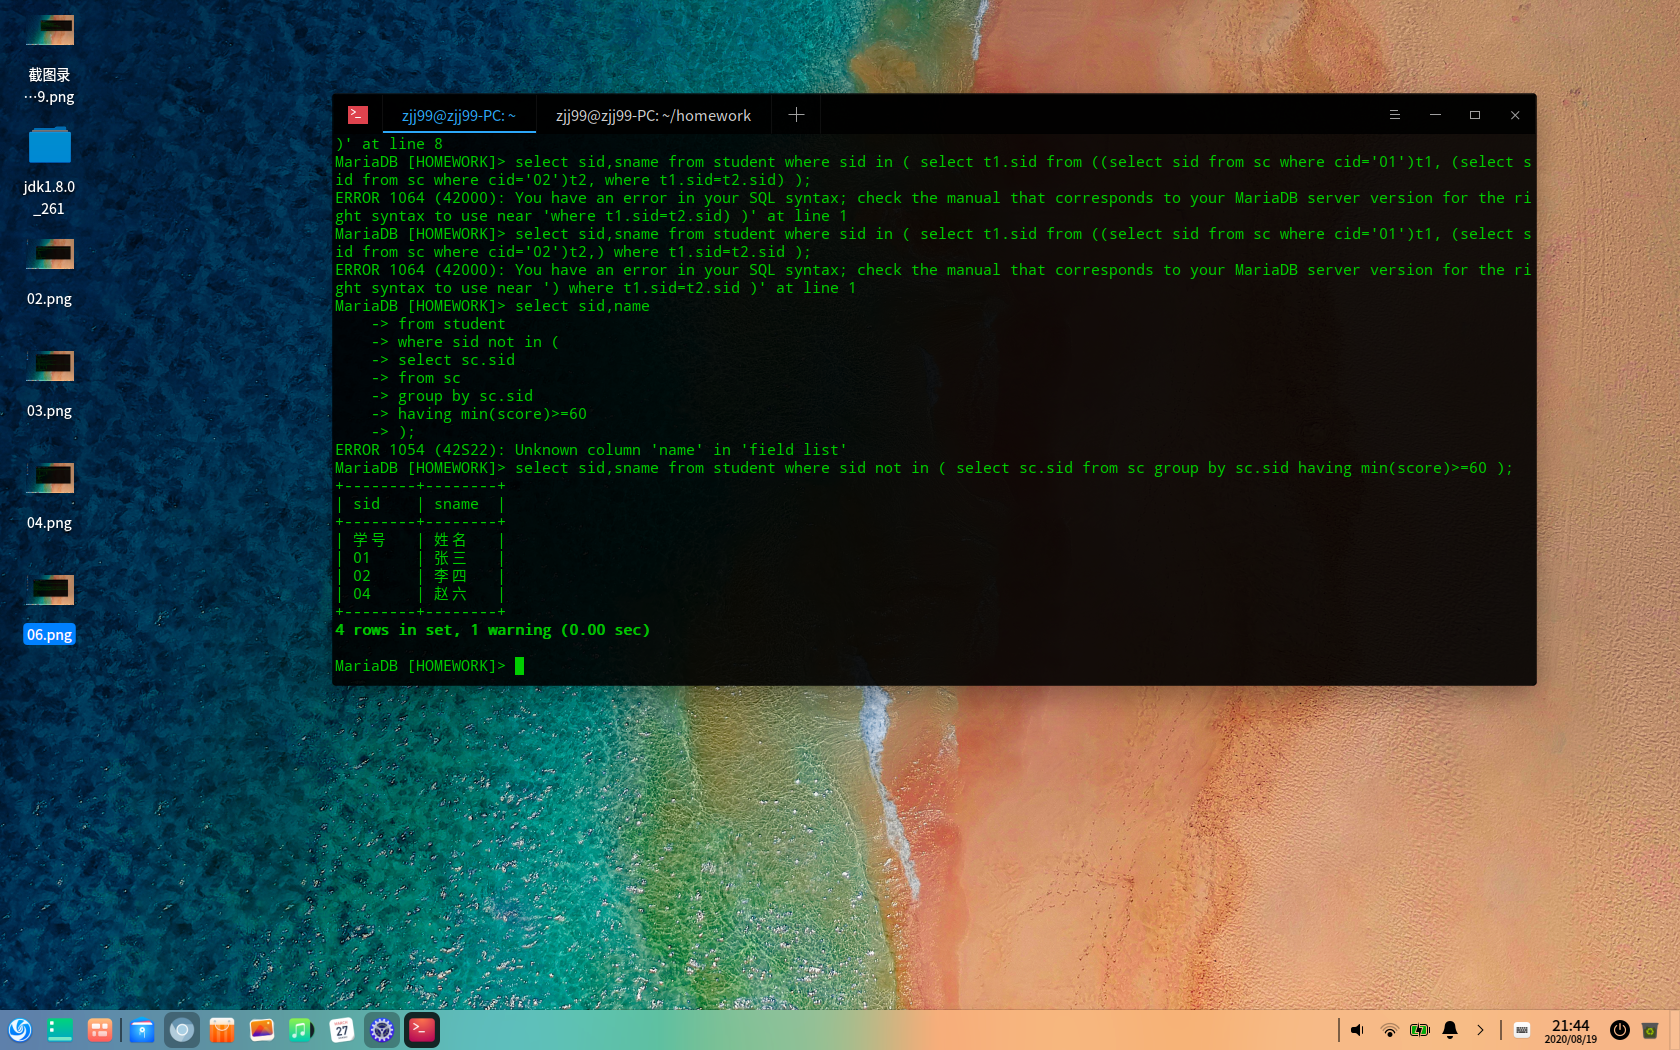 截图录
…9.png
jdk1.8.0
_261
02.png
03.png
04.png
06.png
zjj99@zjj99-PC: ~
zjj99@zjj99-PC: ~/homework
)' at line 8
MariaDB [HOMEWORK]> select sid,sname from student where sid in ( select t1.sid from ((select sid from sc where cid='01')t1, (select s
id from sc where cid='02')t2, where t1.sid=t2.sid) );
ERROR 1064 (42000): You have an error in your SQL syntax; check the manual that corresponds to your MariaDB server version for the ri
ght syntax to use near 'where t1.sid=t2.sid) )' at line 1
MariaDB [HOMEWORK]> select sid,sname from student where sid in ( select t1.sid from ((select sid from sc where cid='01')t1, (select s
id from sc where cid='02')t2,) where t1.sid=t2.sid );
ERROR 1064 (42000): You have an error in your SQL syntax; check the manual that corresponds to your MariaDB server version for the ri
ght syntax to use near ') where t1.sid=t2.sid )' at line 1
MariaDB [HOMEWORK]> select sid,name
    -> from student
    -> where sid not in (
    -> select sc.sid
    -> from sc
    -> group by sc.sid
    -> having min(score)>=60
    -> );
ERROR 1054 (42S22): Unknown column 'name' in 'field list'
MariaDB [HOMEWORK]> select sid,sname from student where sid not in ( select sc.sid from sc group by sc.sid having min(score)>=60 );
+--------+--------+
| sid    | sname  |
+--------+--------+
| 学号   | 姓名   |
| 01     | 张三   |
| 02     | 李四   |
| 04     | 赵六   |
+--------+--------+
4 rows in set, 1 warning (0.00 sec)
MariaDB [HOMEWORK]>
27
21:44
2020/08/19